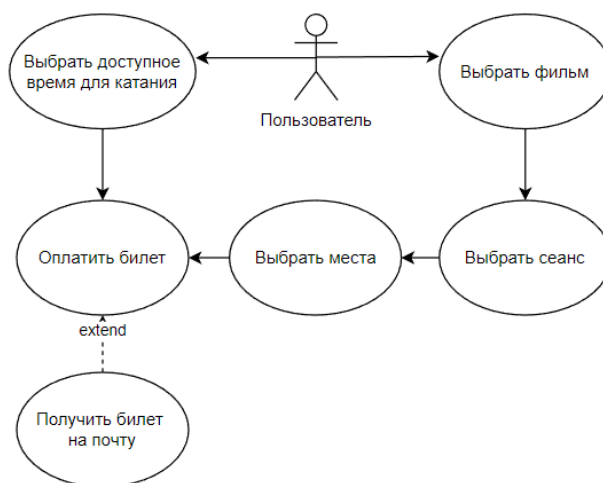 Выбрать доступное
время для катания
Пользователь
Выбрать фильм
Оплатить билет
Выбрать места
Выбрать сеанс
extend
Получить билет
на почту